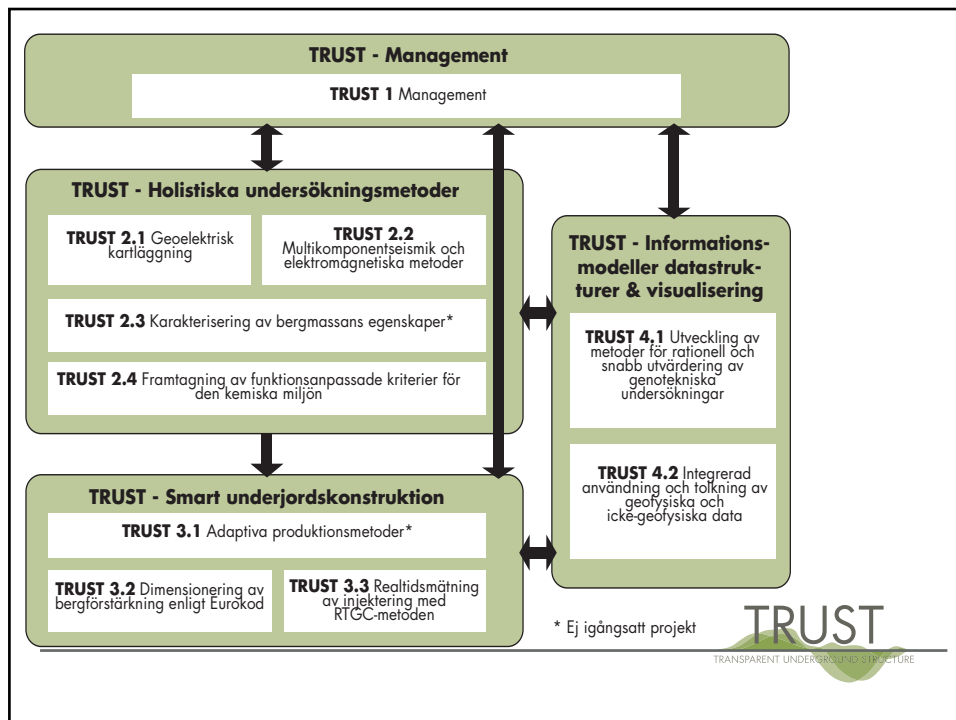 TRUST - Management
TRUST 1 Management
TRUST - Holistiska undersökningsmetoder
TRUST 2.1 Geoelektrisk
kartläggning
TRUST 2.2
Multikomponentseismik och
elektromagnetiska metoder
TRUST 2.3 Karakterisering av bergmassans egenskaper*
TRUST 2.4 Framtagning av funktionsanpassade kriterier för
den kemiska miljön
TRUST - Informations-
modeller datastruk-
turer & visualisering
TRUST 4.1 Utveckling av
metoder för rationell och
snabb utvärdering av
genotekniska
undersökningar
TRUST 4.2 Integrerad
användning och tolkning av
geofysiska och
icke-geofysiska data
TRUST - Smart underjordskonstruktion
TRUST 3.1 Adaptiva produktionsmetoder*
TRUST 3.2 Dimensionering av
bergförstärkning enligt Eurokod
TRUST 3.3 Realtidsmätning
av injektering med
RTGC-metoden
* Ej igångsatt projekt
TRUST
TRANSPARENT UNDERGROUND STRUCTURE